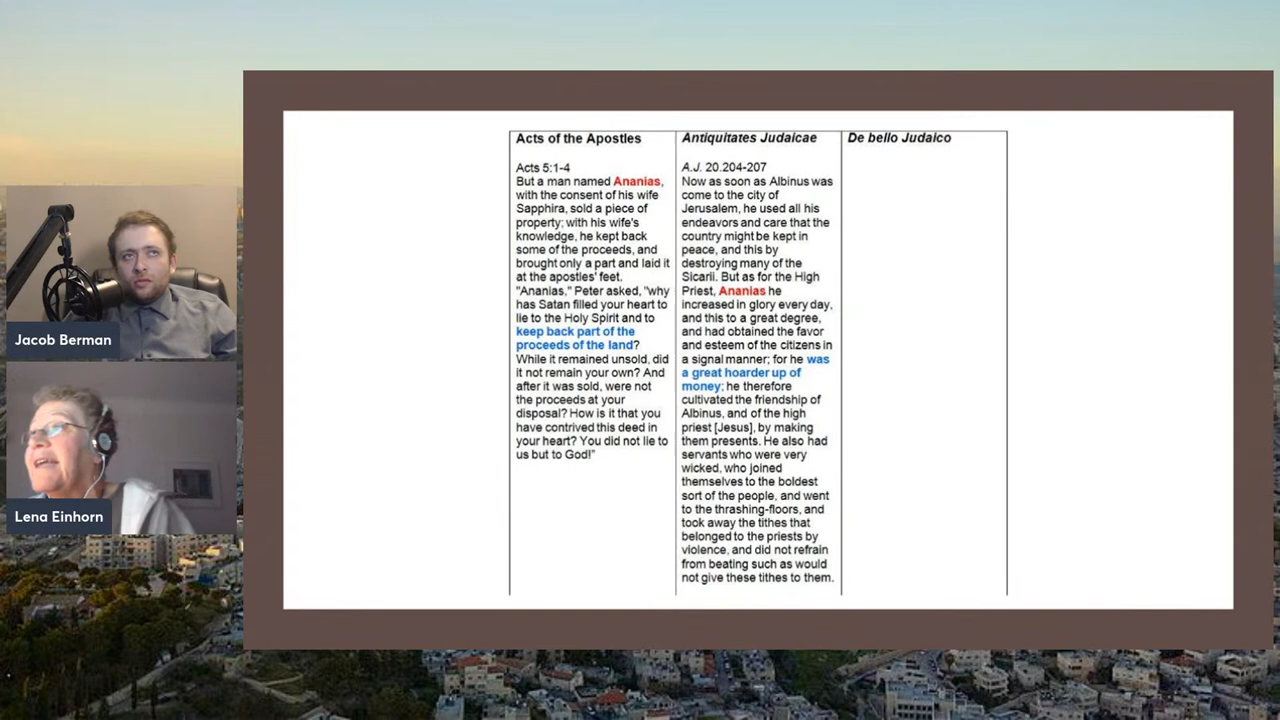 Acts of the Apostles
Acts 5:1-4
But a man named Ananias,
with the consent of his wife
Sapphira, sold a piece of
property; with his wife's
knowledge, he kept back
some of the proceeds, and
brought only a part and laid it
at the apostles' feet.
"Ananias," Peter asked, "why
has Satan filled your heart to
lie to the Holy Spirit and to
keep back part of the
proceeds of the land?
While it remained unsold, did
it not remain your own? And
after it was sold, were not
the proceeds at your
disposal? How is it that you
have contrived this deed in
your heart? You did not lie to
us but to God!"
Antiquitates Judaicae
A.J. 20.204-207
Now as soon as Albinus was
come to the city of
Jerusalem, he used all his
endeavors and care that the
country might be kept in
peace, and this by
destroying many of the
Sicarii. But as for the High
Priest, Ananias he
increased in glory every day,
and this to a great degree,
and had obtained the favor
and esteem of the citizens in
a signal manner; for he was
a great hoarder up of
money; he therefore
cultivated the friendship of
Albinus, and of the high
priest [Jesus], by making
them presents. He also had
servants who were very
wicked, who joined
themselves to the boldest
sort of the people, and went
to the thrashing-floors, and
took away the tithes that
belonged to the priests by
violence, and did not refrain
from beating such as would
not give these tithes to them.
De bello Judaico
Jacob Berman
Lena Einhorn